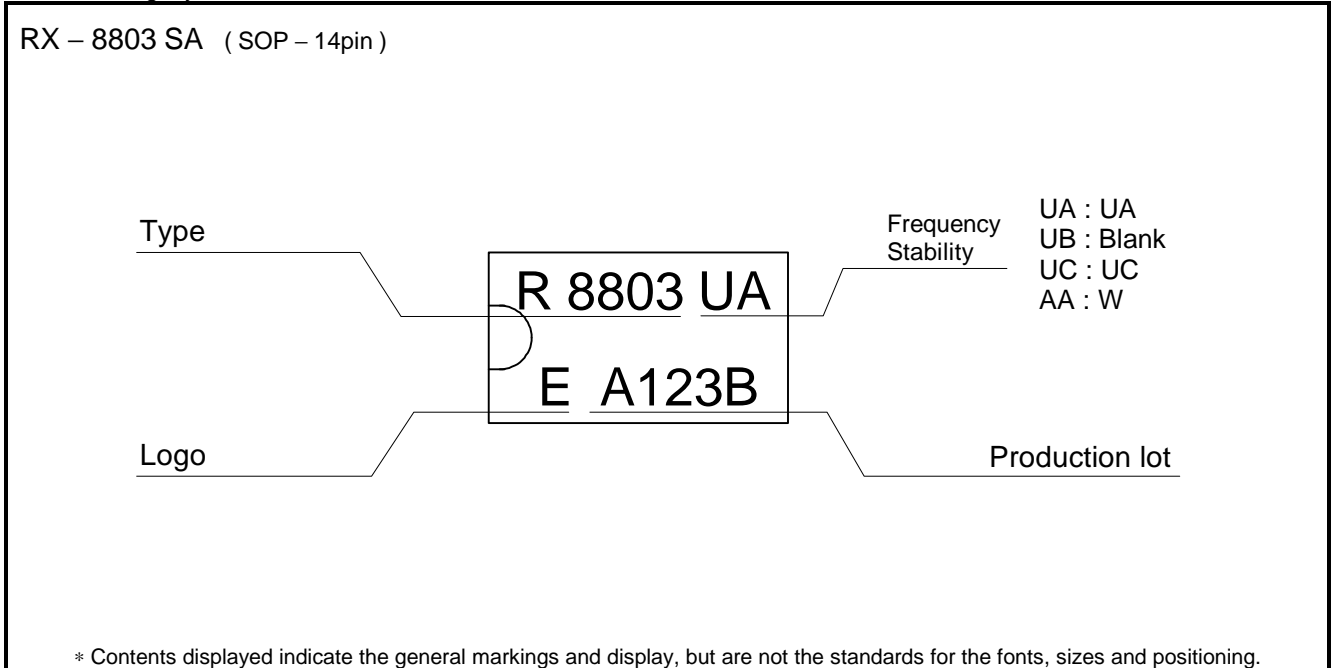 RX – 8803 SA ( SOP – 14pin )
Type
Frequency
Stability
UA : UA
UB : Blank
UC : UC
AA : W
R 8803 UA
E A123B
Logo
Production lot
* Contents displayed indicate the general markings and display, but are not the standards for the fonts, sizes and positioning.